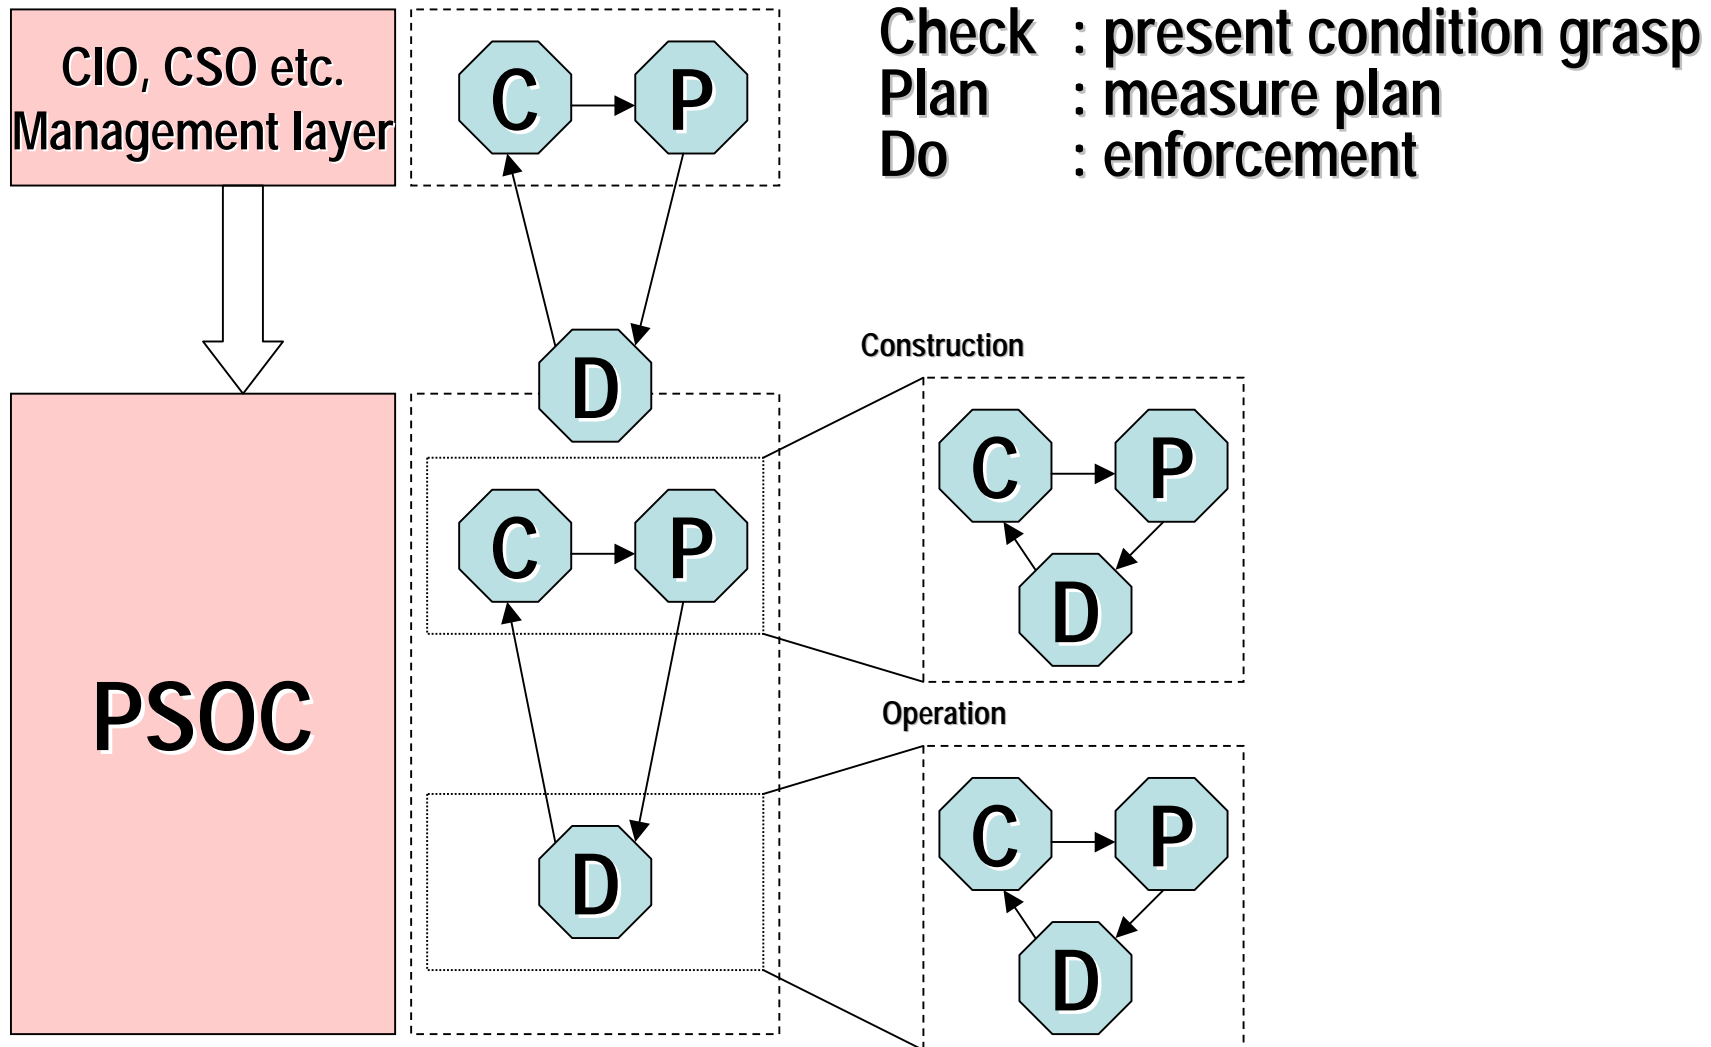 CIO, CSO etc.
Management layer
C
P
D
Check : present condition grasp
Plan : measure plan
Do : enforcement
PSOC
C
P
D
Construction
C
P
D
Operation
C
P
D